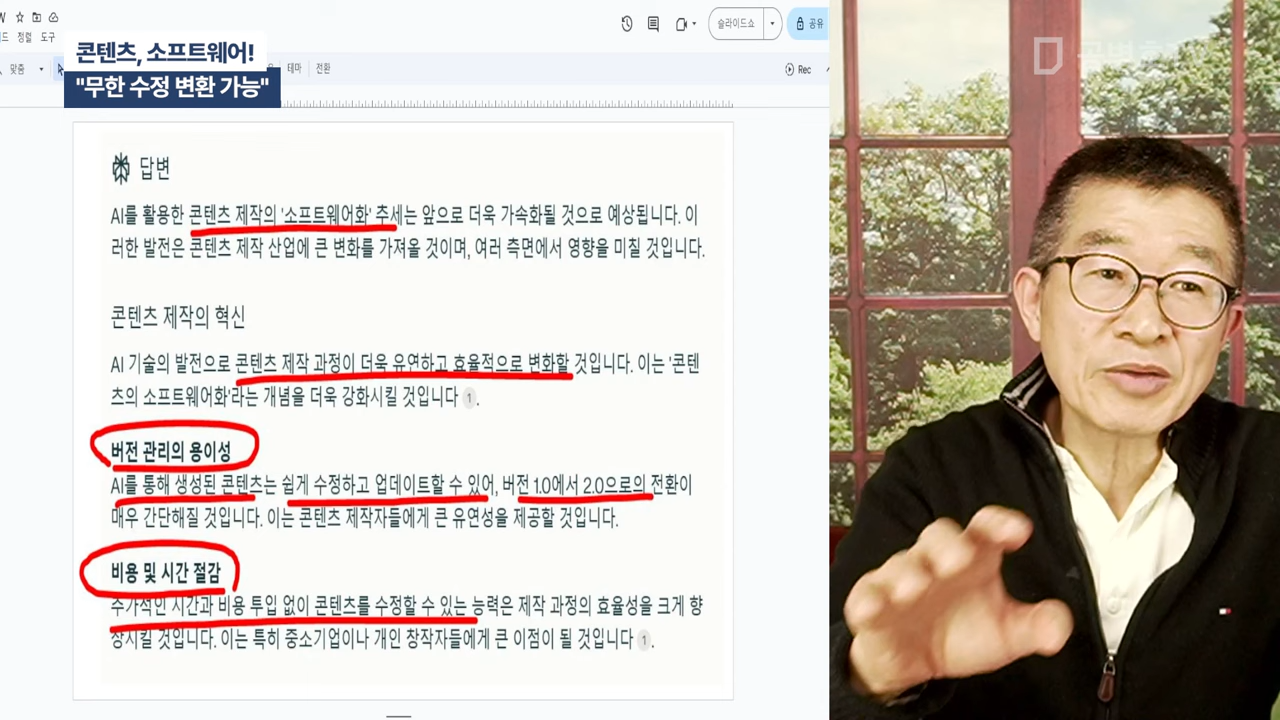 W
드 정렬 도구
슬라이드쇼
공유
콘텐츠, 소프트웨어!
"무한 수정 변환 가능"
맞춤
테마 전환
Rec
답변
AI를 활용한 콘텐츠 제작의 '소프트웨어화' 추세는 앞으로 더욱 가속화될 것으로 예상됩니다. 이
러한 발전은 콘텐츠 제작 산업에 큰 변화를 가져올 것이며, 여러 측면에서 영향을 미칠 것입니다.
콘텐츠 제작의 혁신
AI 기술의 발전으로 콘텐츠 제작 과정이 더욱 유연하고 효율적으로 변화할 것입니다. 이는 '콘텐
츠의 소프트웨어화'라는 개념을 더욱 강화시킬 것입니다 1.
버전 관리의 용이성
AI를 통해 생성된 콘텐츠는 쉽게 수정하고 업데이트할 수 있어, 버전 1.0에서 2.0으로의 전환이
매우 간단해질 것입니다. 이는 콘텐츠 제작자들에게 큰 유연성을 제공할 것입니다.
비용 및 시간 절감
추가적인 시간과 비용 투입 없이 콘텐츠를 수정할 수 있는 능력은 제작 과정의 효율성을 크게 향
상시킬 것입니다. 이는 특히 중소기업이나 개인 창작자들에게 큰 이점이 될 것입니다 1.